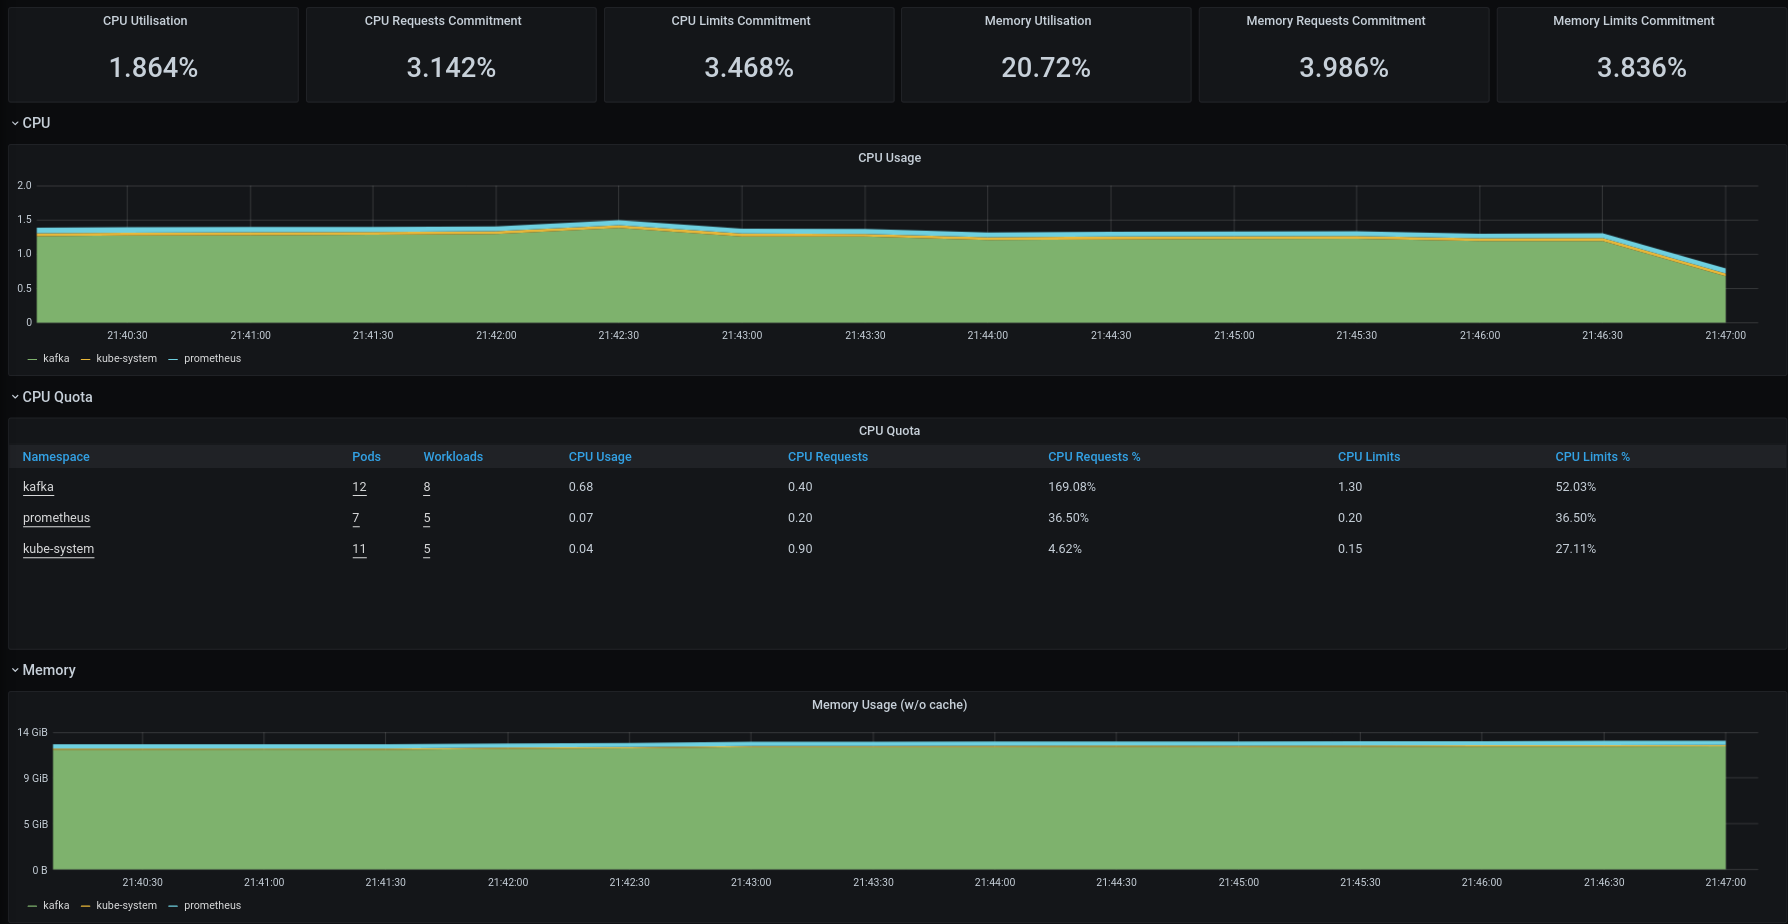 CPU Utilisation CPU Requests Commitment CPU Limits Commitment Memory Utilisation Memory Requests Commitment Memory Limits Commitment
1.864% 3.142% 3.468% 20.72% 3.986% 3.836%
CPU
CPU Usage
2.0
1.5
1.0
0.5
0
21:40:30 21:41:00 21:41:30 21:42:00 21:42:30 21:43:00 21:43:30 21:44:00 21:44:30 21:45:00 21:45:30 21:46:00 21:46:30 21:47:00
kafka kube-system prometheus
CPU Quota
CPU Quota
Namespace Pods Workloads CPU Usage CPU Requests CPU Requests % CPU Limits CPU Limits %
kafka 12 8 0.68 0.40 169.08% 1.30 52.03%
prometheus 7 5 0.07 0.20 36.50% 0.20 36.50%
kube-system 11 5 0.04 0.90 4.62% 0.15 27.11%
Memory
Memory Usage (w/o cache)
14 GiB
9 GiB
5 GiB
0 B
21:40:30 21:41:00 21:41:30 21:42:00 21:42:30 21:43:00 21:43:30 21:44:00 21:44:30 21:45:00 21:45:30 21:46:00 21:46:30 21:47:00
kafka kube-system prometheus